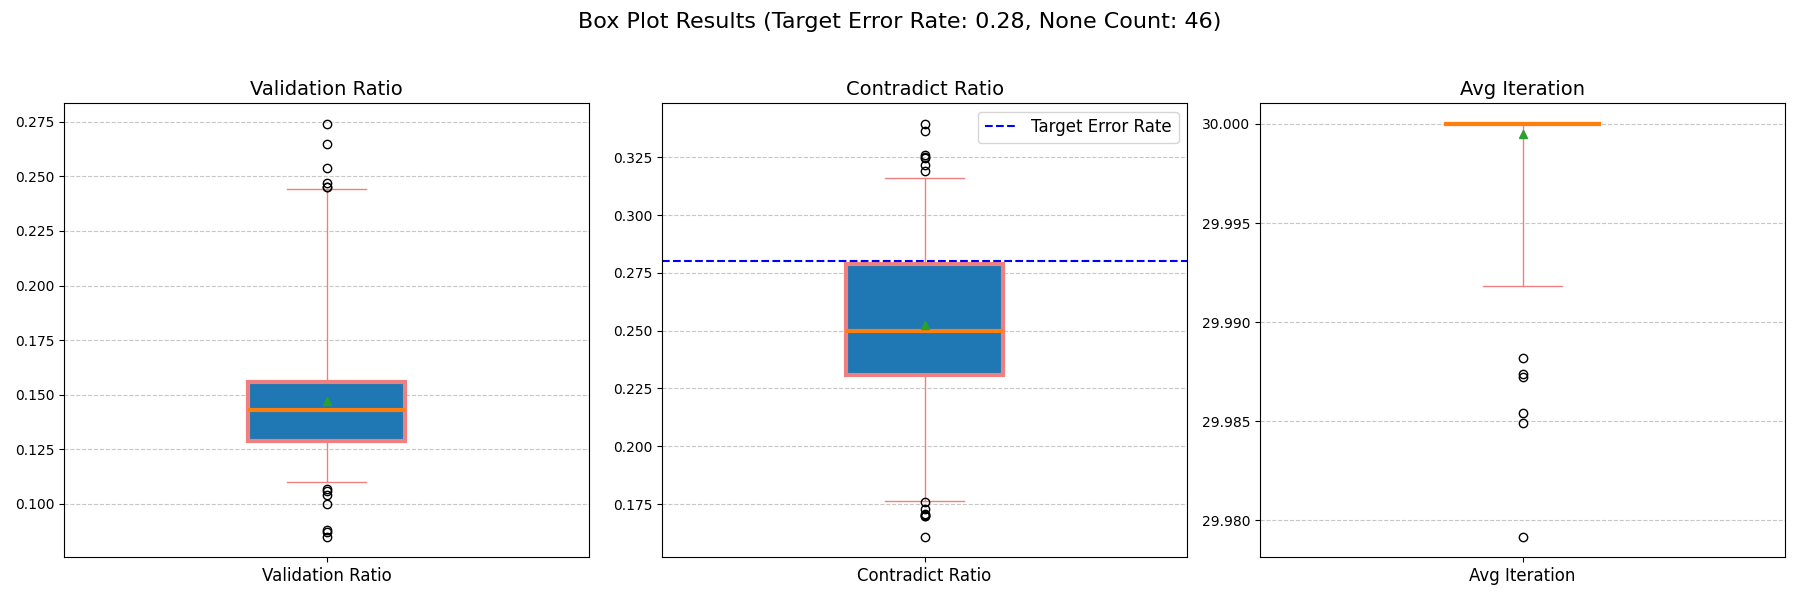 Box Plot Results (Target Error Rate: 0.28, None Count: 46)
Validation Ratio
0.275
0.250
0.225
0.200
0.175
0.150
0.125
0.100
Validation Ratio
Contradict Ratio
Target Error Rate
0.325
0.300
0.275
0.250
0.225
0.200
0.175
Contradict Ratio
Avg Iteration
30.000
29.995
29.990
29.985
29.980
Avg Iteration